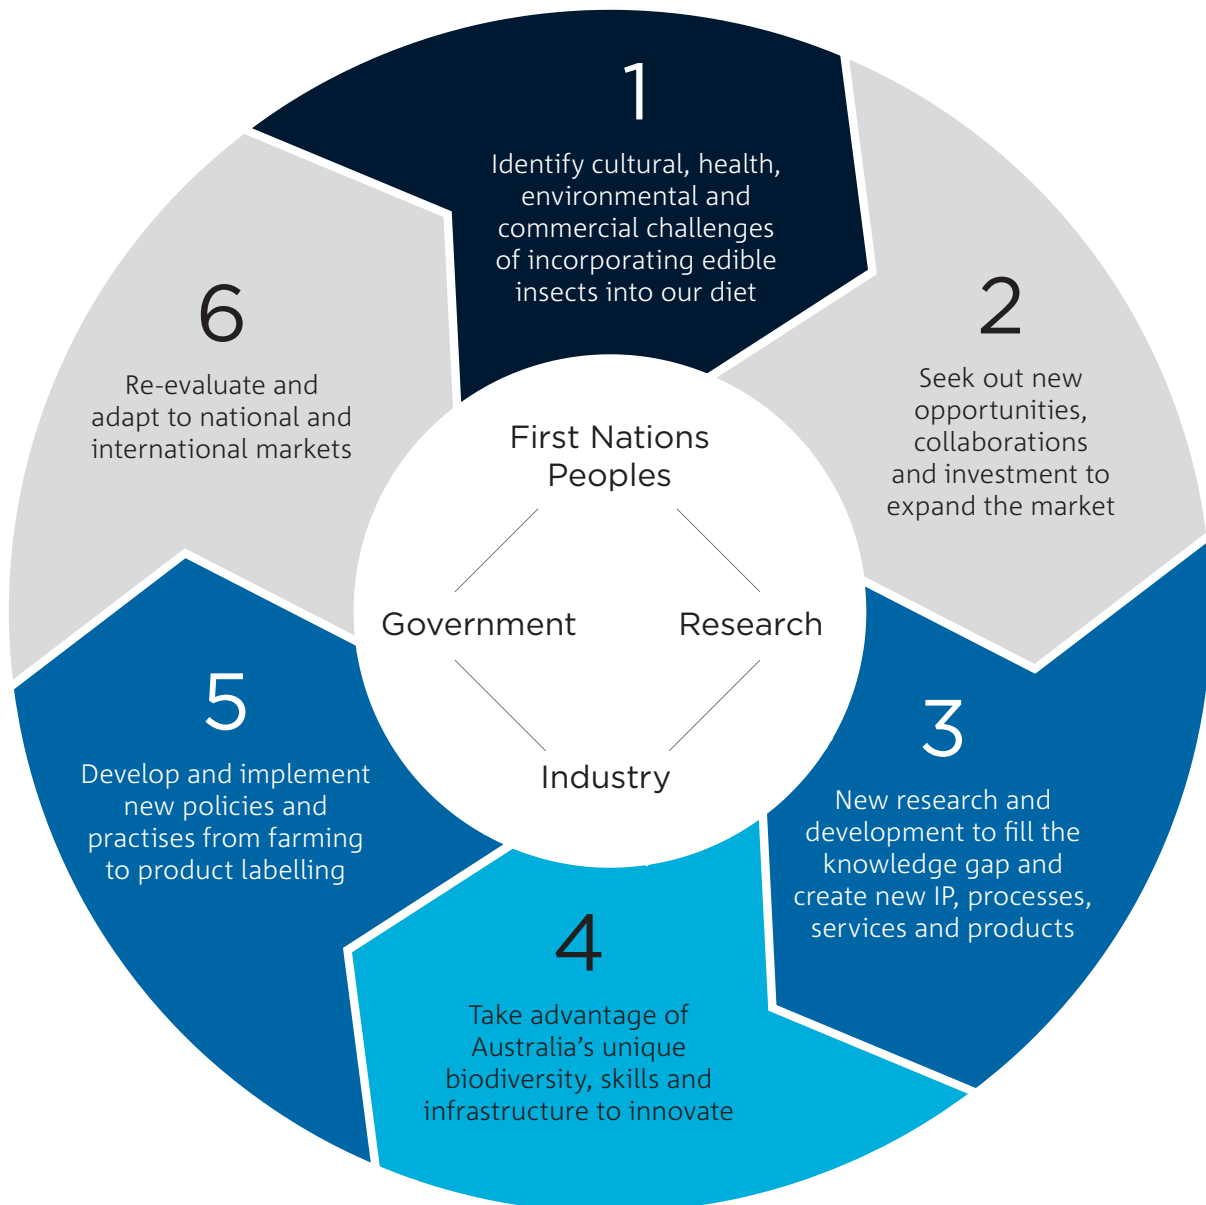 1
Identify cultural, health,
environmental and
commercial challenges
of incorporating edible
insects into our diet
2
Seek out new
opportunities,
collaborations
and investment to
expand the market
3
New research and
development to fill the
knowledge gap and
create new IP, processes,
services and products
4
Take advantage of
Australia’s unique
biodiversity, skills and
infrastructure to innovate
5
Develop and implement
new policies and
practises from farming
to product labelling
6
Re-evaluate and
adapt to national and
international markets
First Nations
Peoples
Government
Research
Industry